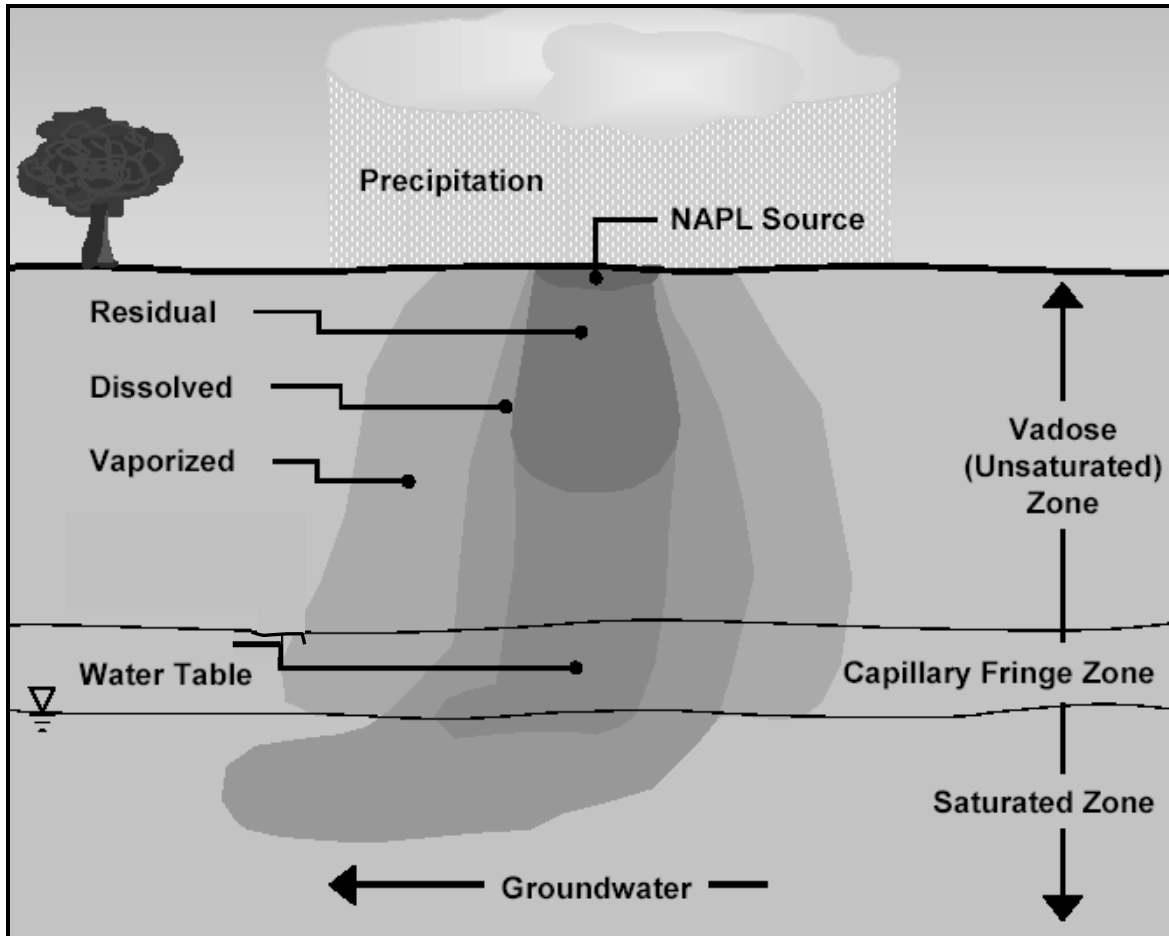 Precipitation
NAPL Source
Residual
Dissolved
Vaporized
Vadose
(Unsaturated)
Zone
Water Table
Capillary Fringe Zone
Saturated Zone
Groundwater